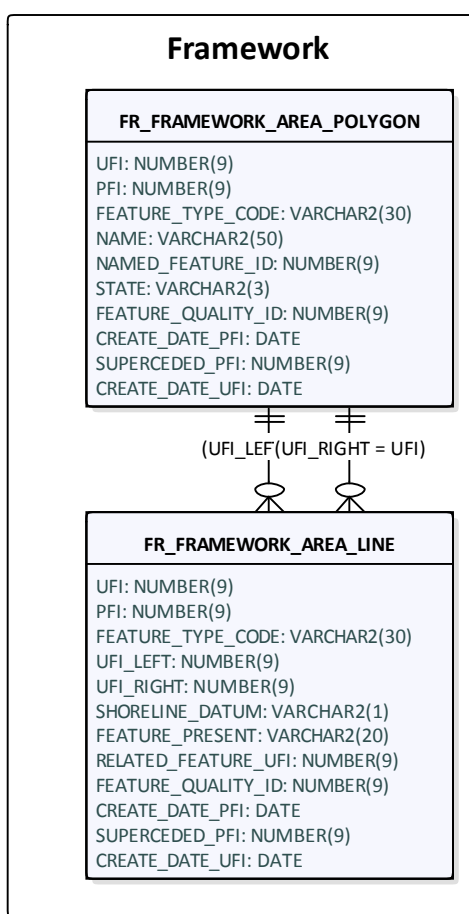 Framework
FR_FRAMEWORK_AREA_POLYGON
UFI: NUMBER(9)
PFI: NUMBER(9)
FEATURE_TYPE_CODE: VARCHAR2(30)
NAME: VARCHAR2(50)
NAMED_FEATURE_ID: NUMBER(9)
STATE: VARCHAR2(3)
FEATURE_QUALITY_ID: NUMBER(9)
CREATE_DATE_PFI: DATE
SUPERCEDED_PFI: NUMBER(9)
CREATE_DATE_UFI: DATE
(UFI_LEF(UFI_RIGHT = UFI)
FR_FRAMEWORK_AREA_LINE
UFI: NUMBER(9)
PFI: NUMBER(9)
FEATURE_TYPE_CODE: VARCHAR2(30)
UFI_LEFT: NUMBER(9)
UFI_RIGHT: NUMBER(9)
SHORELINE_DATUM: VARCHAR2(1)
FEATURE_PRESENT: VARCHAR2(20)
RELATED_FEATURE_UFI: NUMBER(9)
FEATURE_QUALITY_ID: NUMBER(9)
CREATE_DATE_PFI: DATE
SUPERCEDED_PFI: NUMBER(9)
CREATE_DATE_UFI: DATE